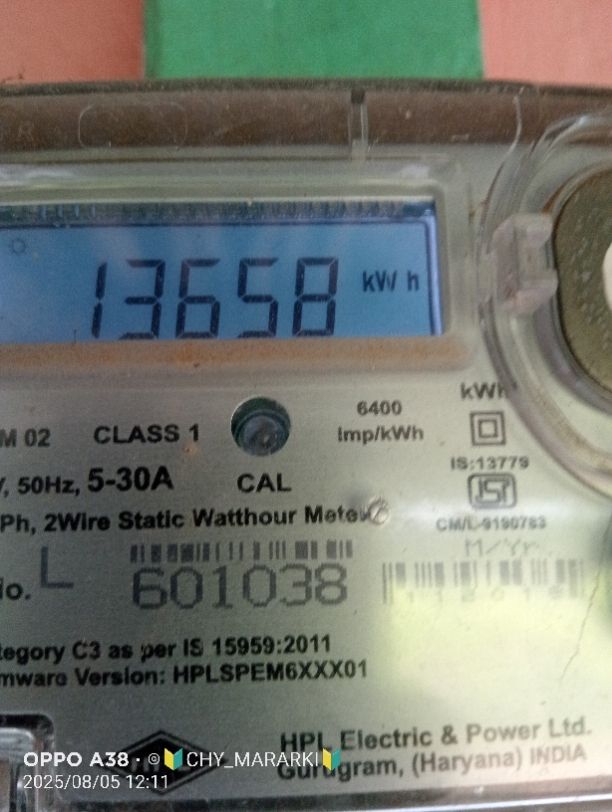 13658 kW h
6400
Imp/kWh
kWh
M 02 CLASS 1
IS:13779
V, 50Hz, 5-30A CAL
Ph, 2Wire Static Watthour Meter
CM/L-9190783
M/Yr.
No. L 601038
tegory C3 as per IS 15959:2011
mware Version: HPLSPEM6XXX01
HPL Electric & Power Ltd.
Gurugram, (Haryana) INDIA
OPPO A38 · ©🔰CHY_MARARKI🔰
2025/08/05 12:11